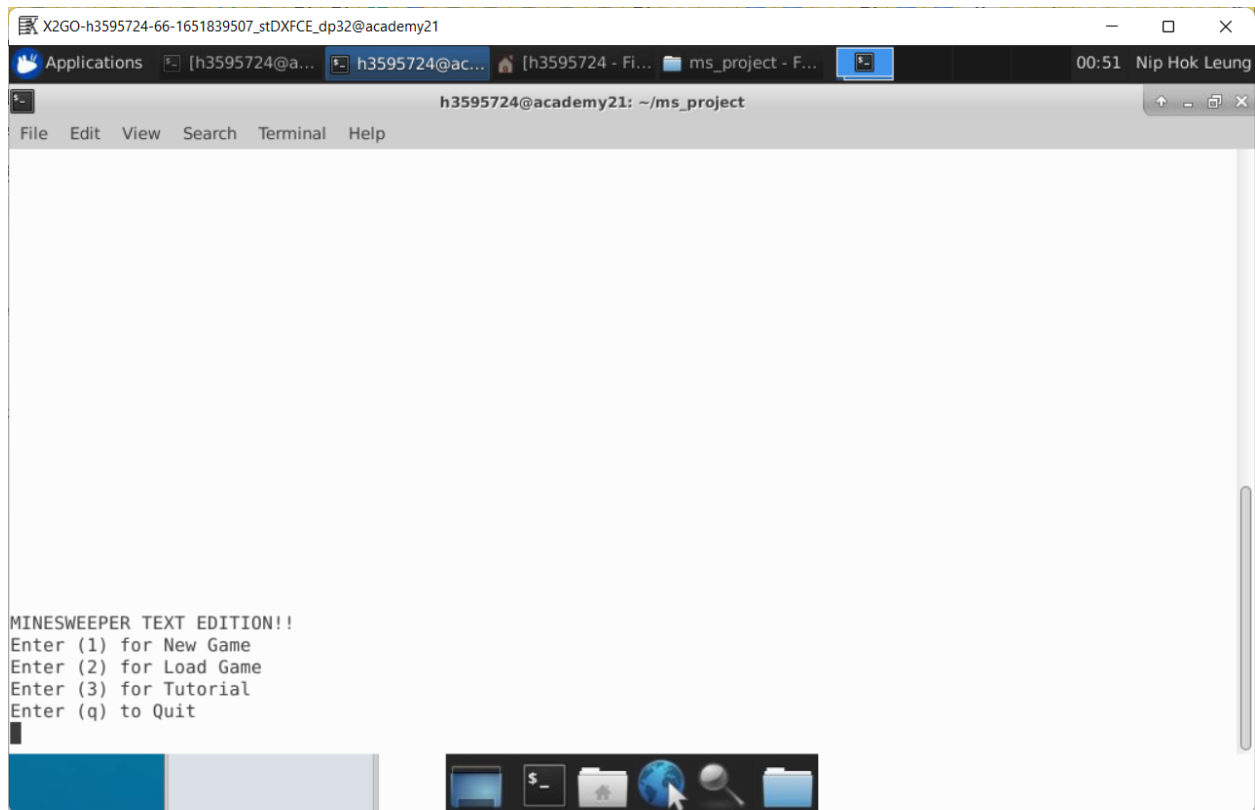 X2GO-h3595724-66-1651839507_stDXFCE_dp32@academy21
Applications [h3595724@a... h3595724@ac... [h3595724 - Fi... ms_project - F... 00:51 Nip Hok Leung
h3595724@academy21: ~/ms_project
File Edit View Search Terminal Help
MINESWEEPER TEXT EDITION!!
Enter (1) for New Game
Enter (2) for Load Game
Enter (3) for Tutorial
Enter (q) to Quit